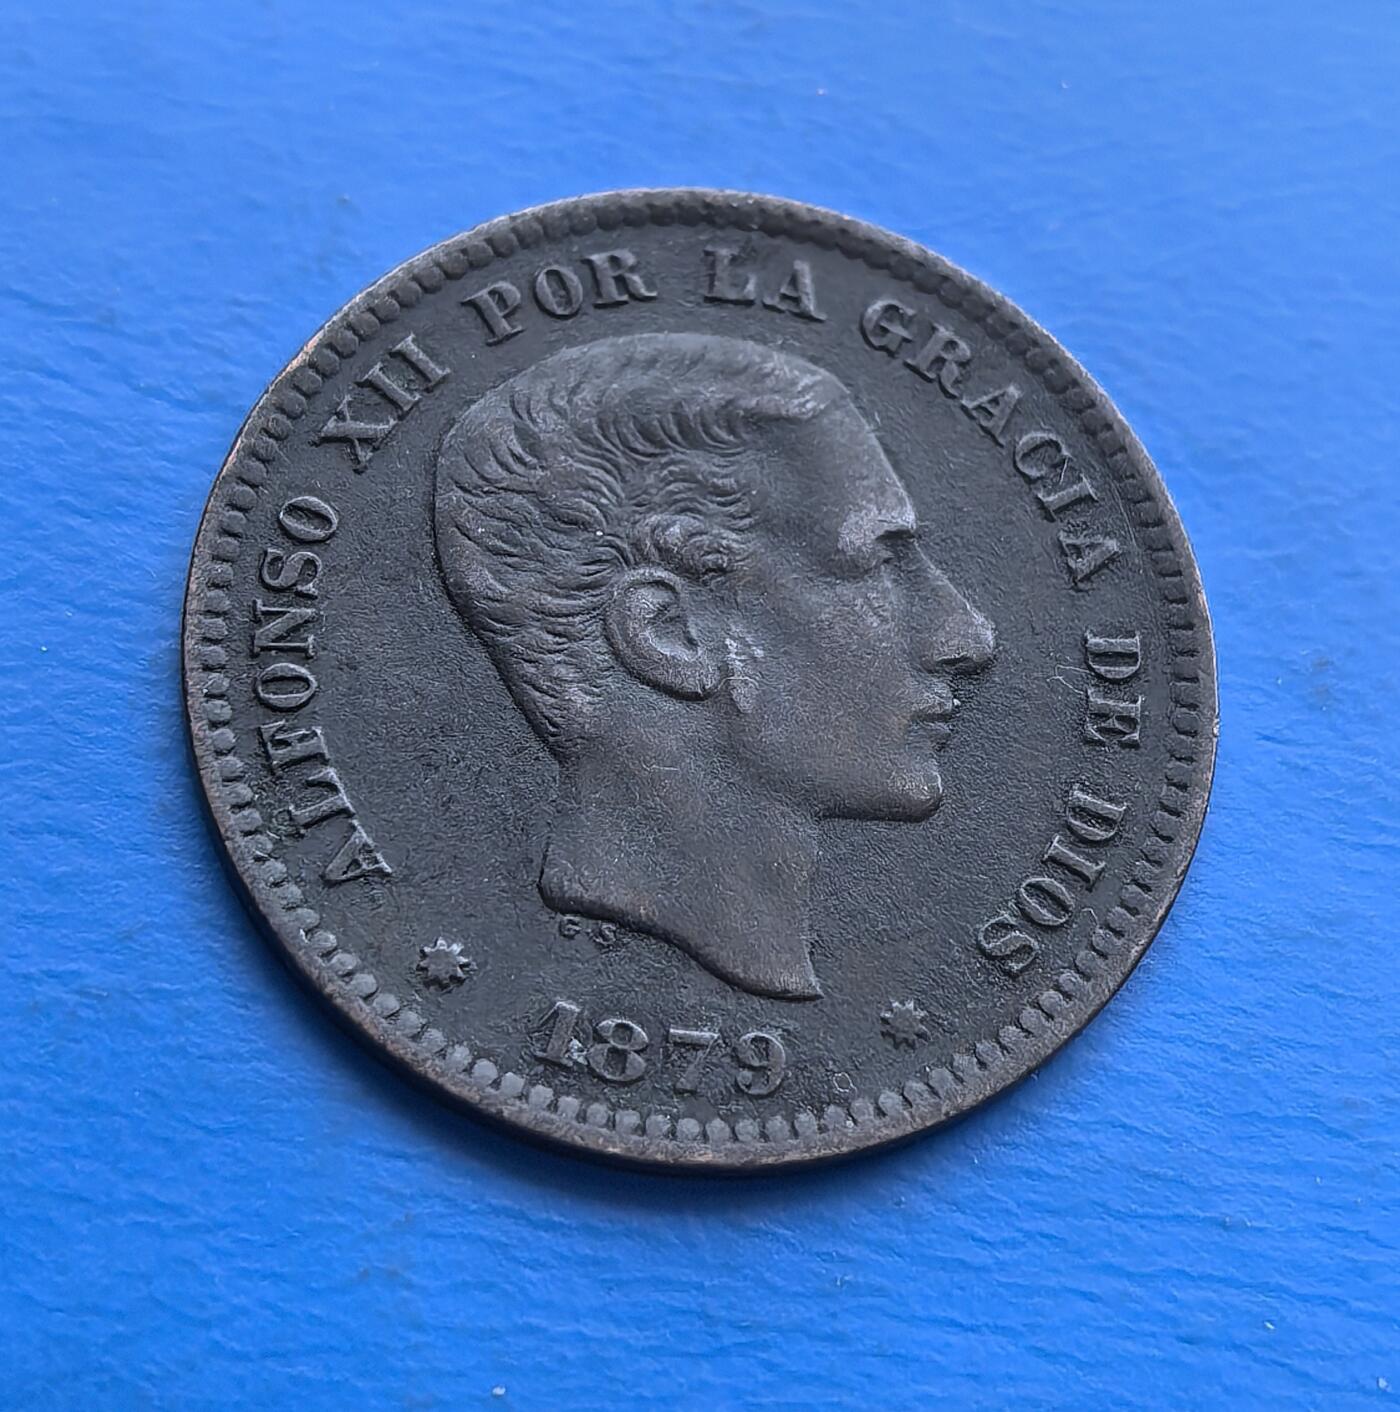 ALFONSO XII POR LA GRACIA DE DIOS
G S
1879